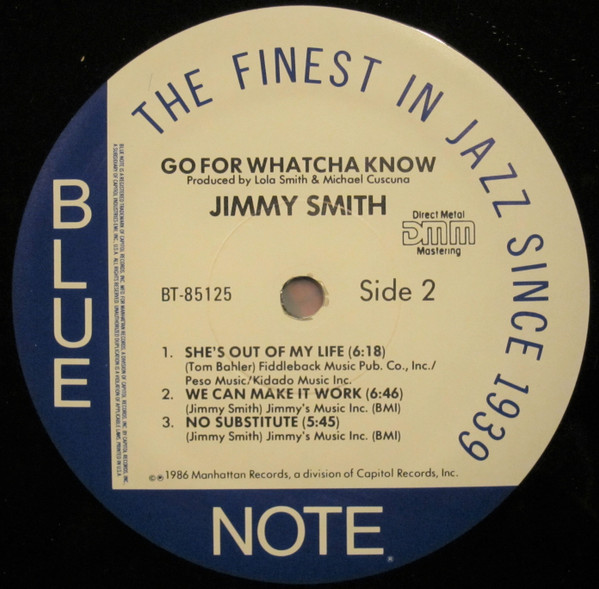 THE FINEST IN JAZZ SINCE 1939
GO FOR WHATCHA KNOW
Produced by Lola Smith & Michael Cuscuna
JIMMY SMITH
Direct Metal
DMM
Mastering
BT-85125
Side 2
1. SHE'S OUT OF MY LIFE (6:18)
(Tom Bahler) Fiddleback Music Pub. Co., Inc./
Peso Music/Kidado Music Inc.
2. WE CAN MAKE IT WORK (6:46)
(Jimmy Smith) Jimmy's Music Inc. (BMI)
3. NO SUBSTITUTE (5:45)
(Jimmy Smith) Jimmy's Music Inc. (BMI)
©℗1986 Manhattan Records, a division of Capitol Records, Inc.
BLUE
NOTE®